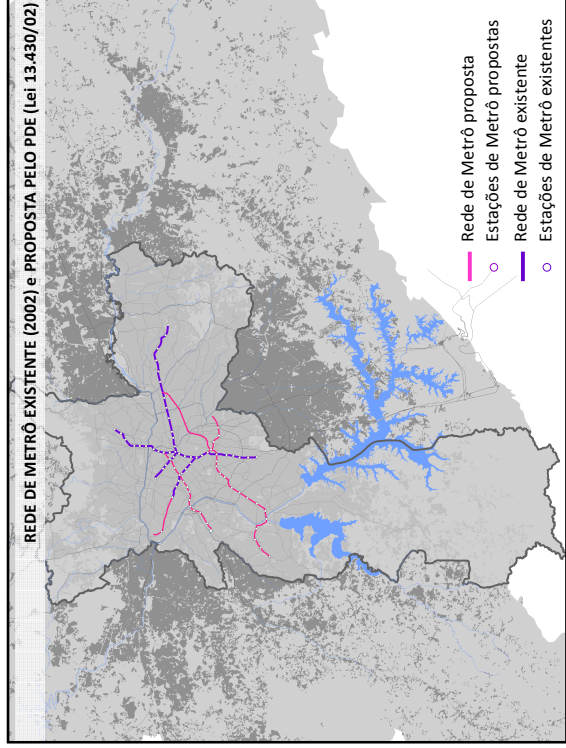 REDE DE METRÔ EXISTENTE (2002) e PROPOSTA PELO PDE (Lei 13.430/02)
Rede de Metrô proposta
Estações de Metrô propostas
Rede de Metrô existente
Estações de Metrô existentes